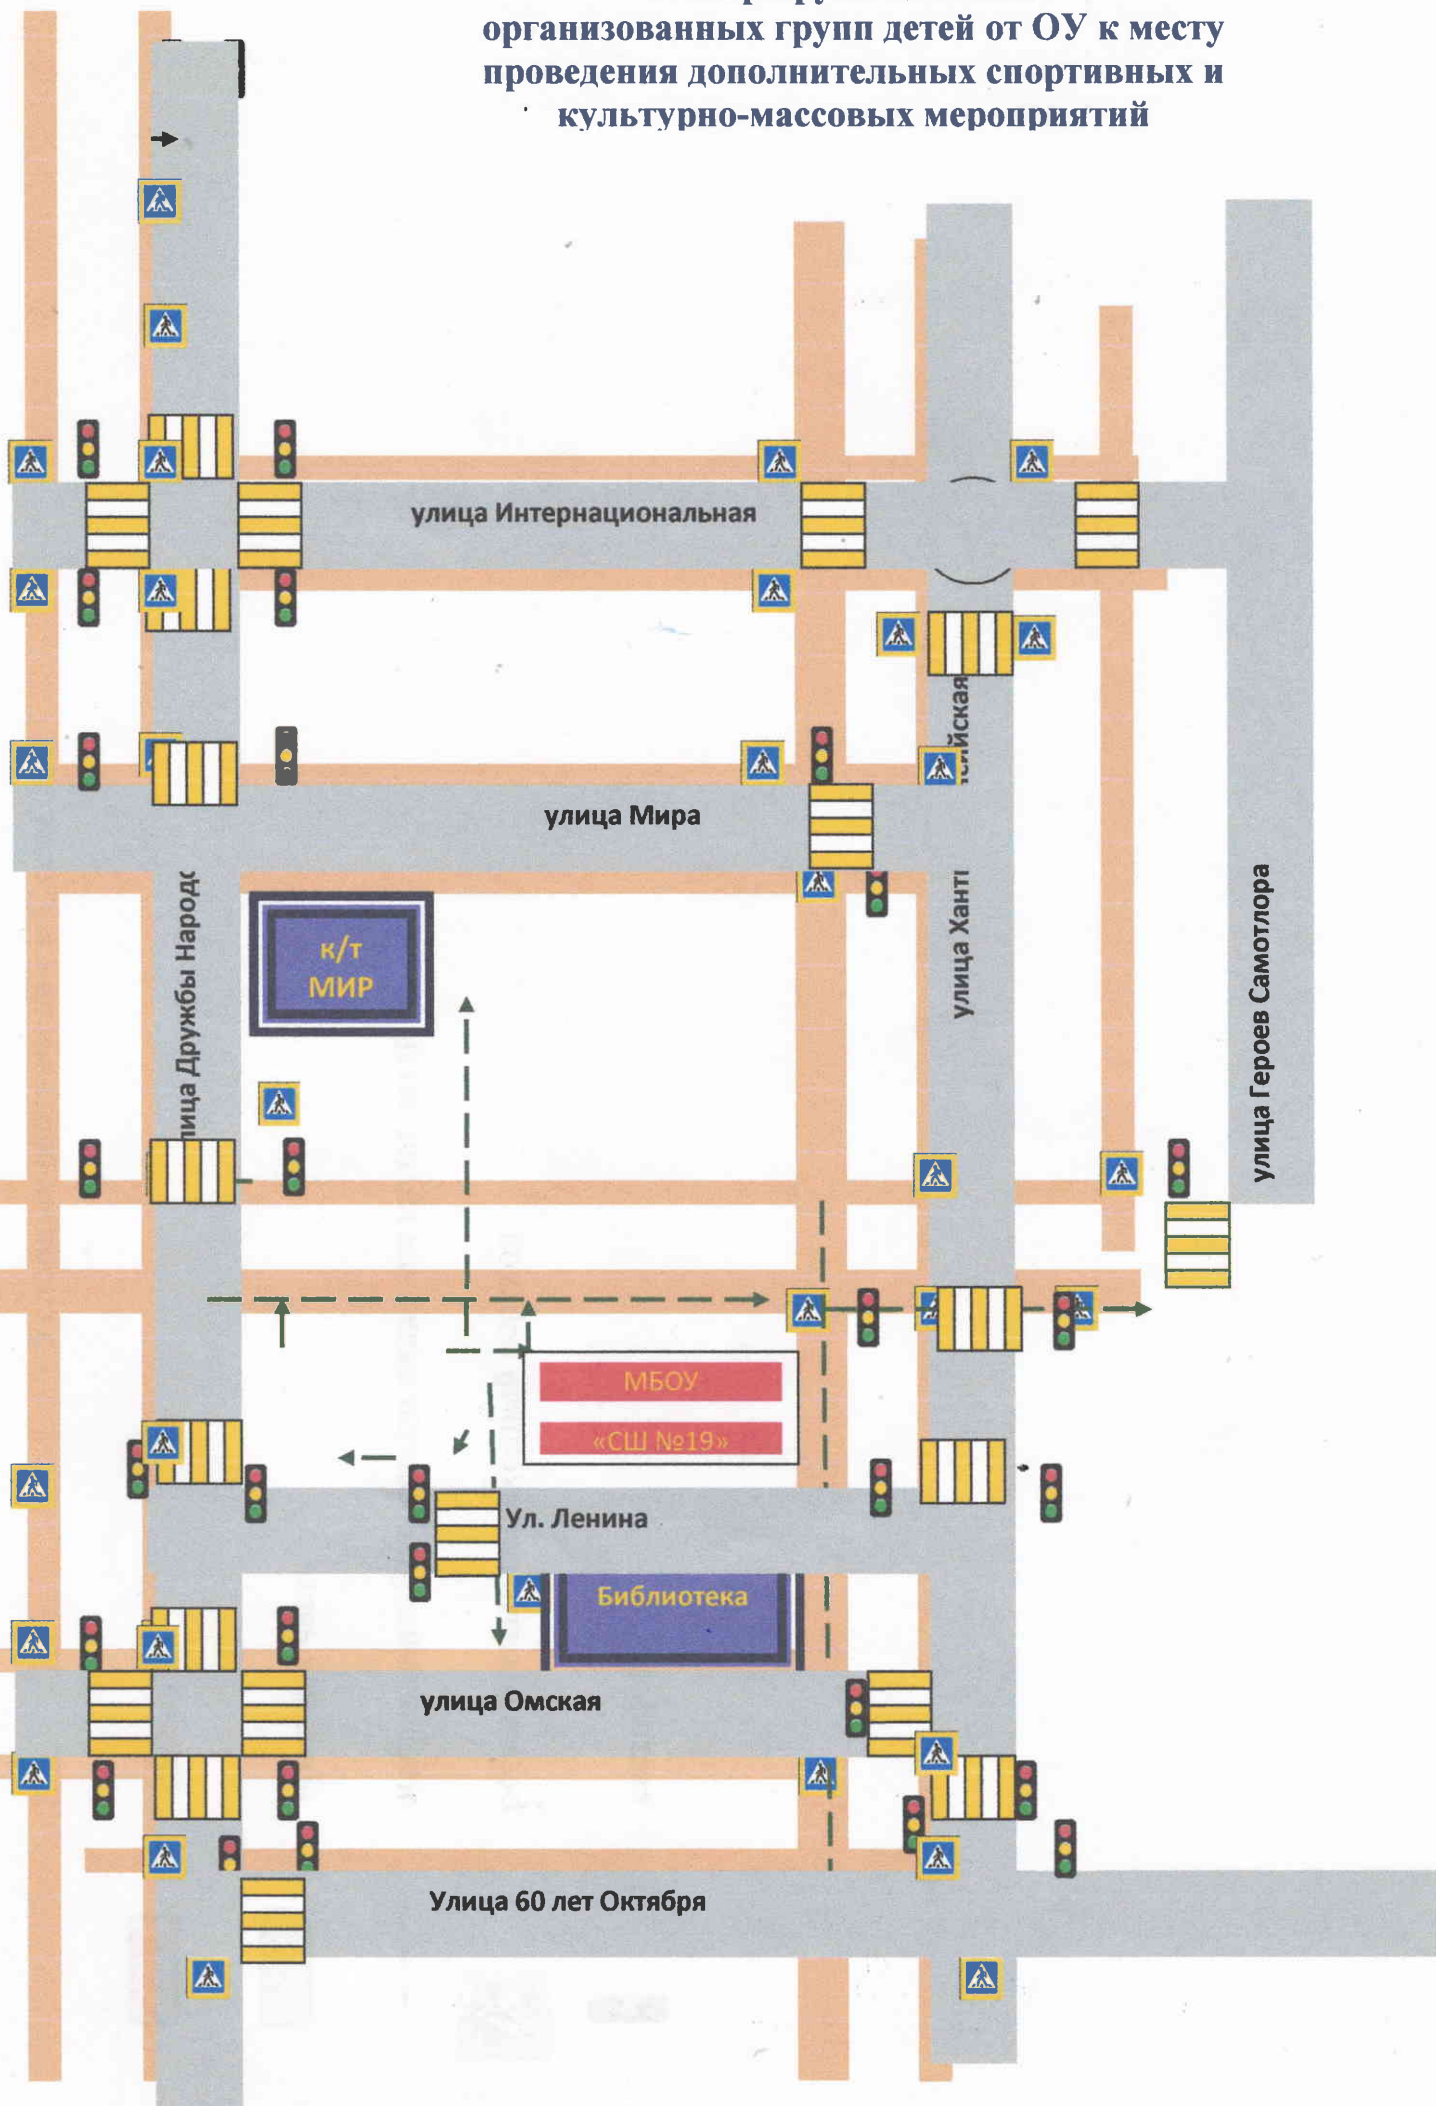 организованных групп детей от ОУ к месту
проведения дополнительных спортивных и
культурно-массовых мероприятий
улица Интернациональная
улица Мира
улица Героев Самотлора
к/т
МИР
МБОУ
«СШ №19»
Ул. Ленина
Библиотека
улица Омская
Улица 60 лет Октября
Дружбы
улица